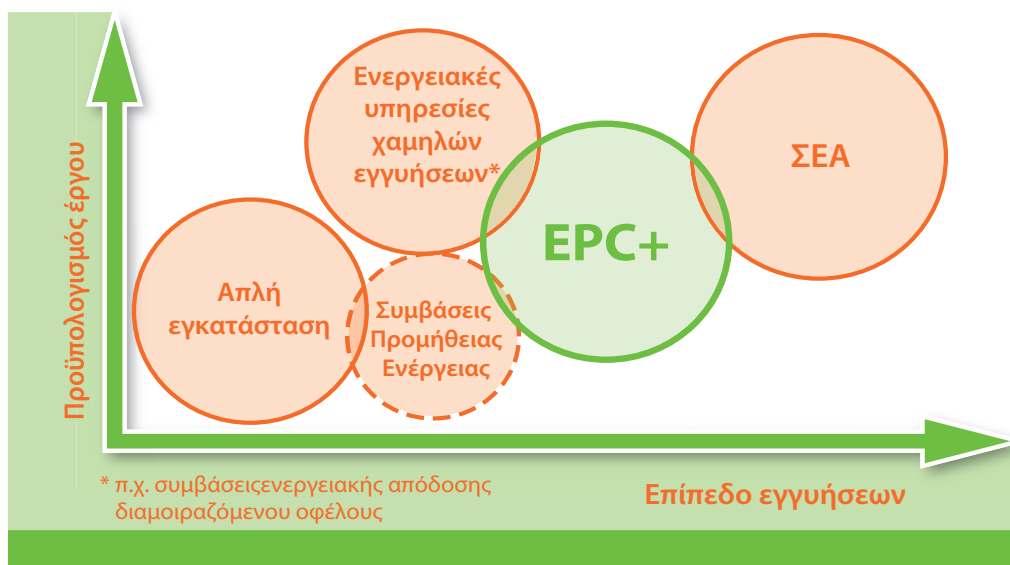 Προϋπολογισμός έργου
Ενεργειακές
υπηρεσίες
χαμηλών
εγγυήσεων*
ΣΕΑ
EPC+
Απλή
εγκατάσταση
Συμβάσεις
Προμήθειας
Ενέργειας
* π.χ. συμβάσειςενεργειακής απόδοσης
διαμοιραζόμενου οφέλους
Επίπεδο εγγυήσεων